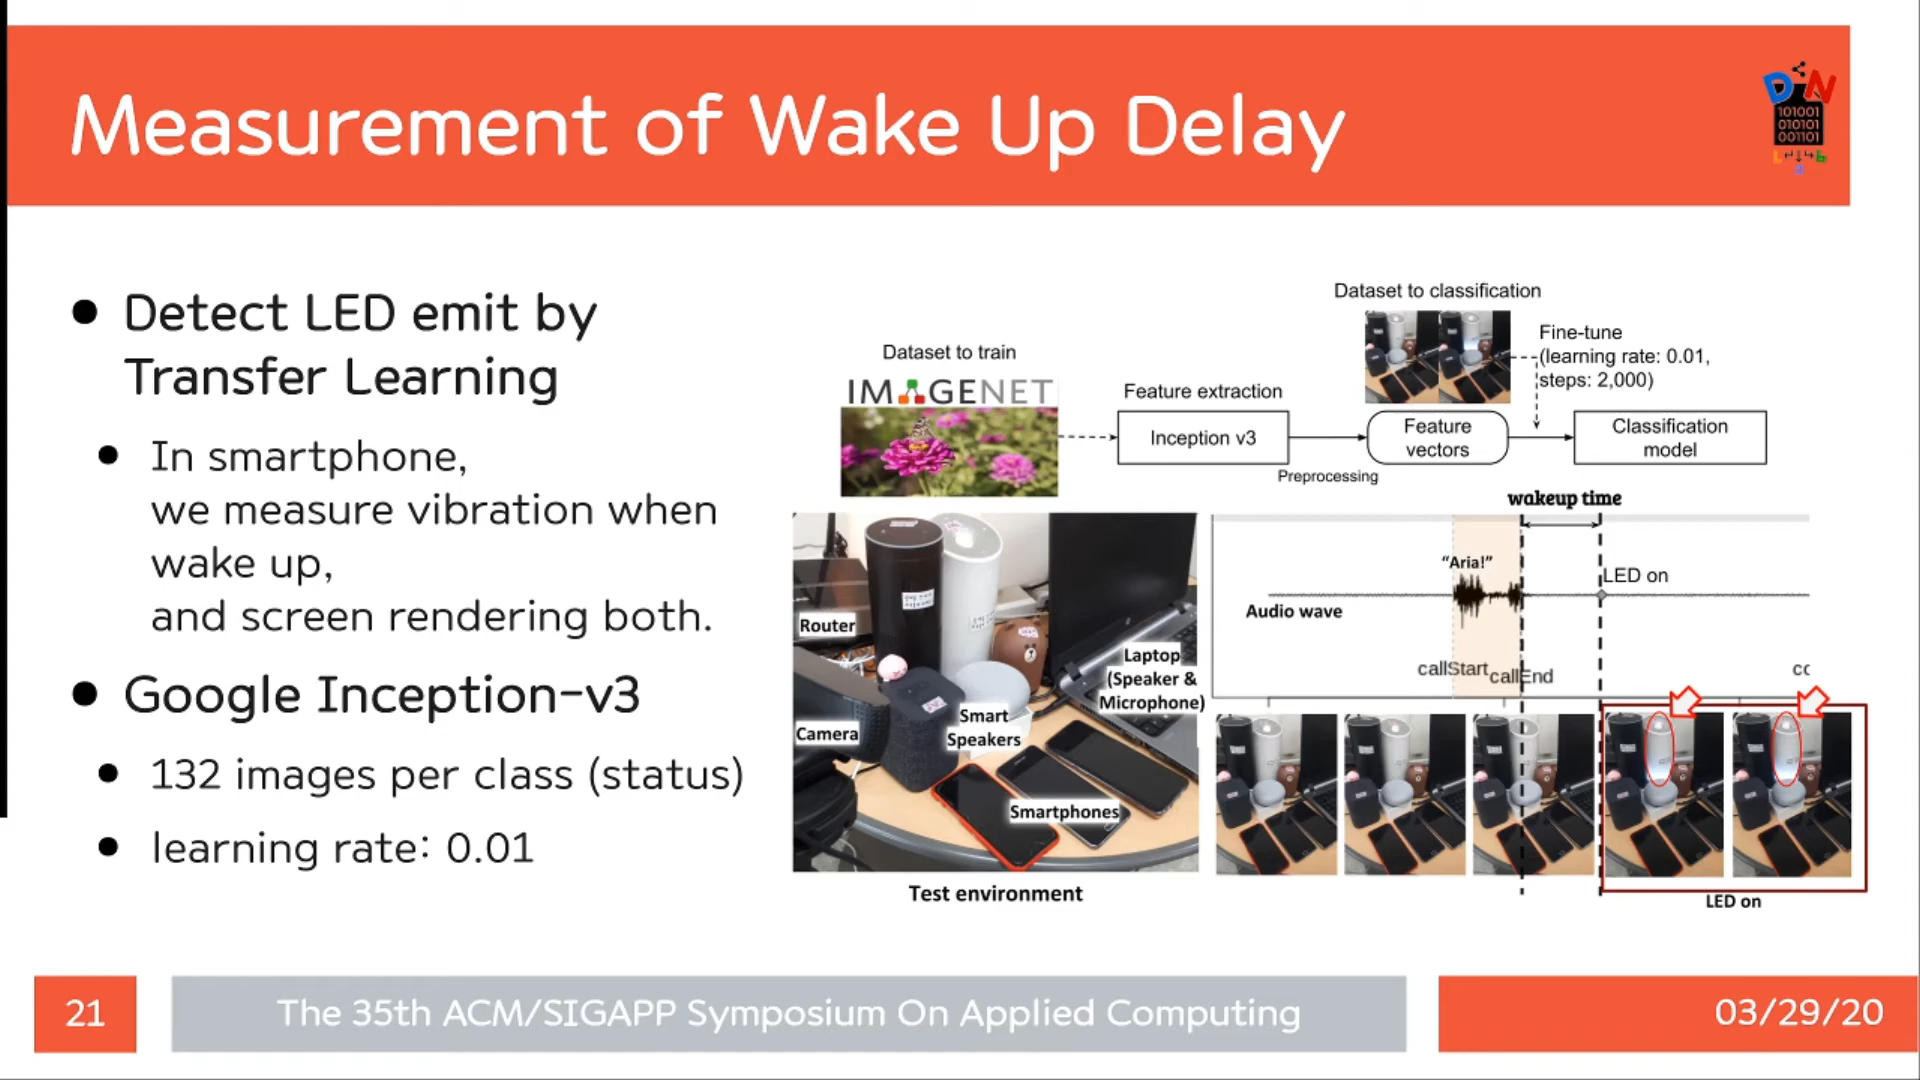 Measurement of Wake Up Delay
D N
101001
010101
001101
Detect LED emit by
Transfer Learning
In smartphone,
we measure vibration when
wake up,
and screen rendering both.
Google Inception-v3
132 images per class (status)
learning rate: 0.01
Dataset to train
IMAGENET
Feature extraction
Inception v3
Preprocessing
Dataset to classification
Feature
vectors
Fine-tune
(learning rate: 0.01,
steps: 2,000)
Classification
model
Router
Camera
Smart
Speakers
Laptop
(Speaker &
Microphone)
Smartphones
Test environment
wakeup time
“Aria!”
LED on
Audio wave
callStart
callEnd
LED on
21
The 35th ACM/SIGAPP Symposium On Applied Computing
03/29/20